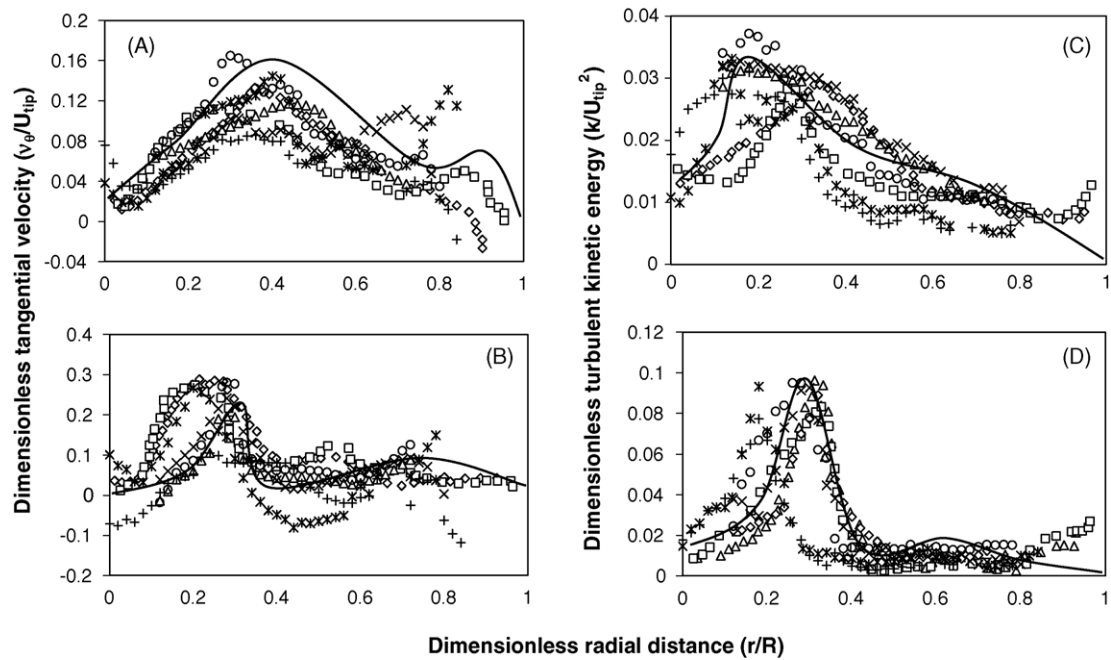 Dimensionless tangential velocity (νθ/Utip)
(A)
0.2
0.16
0.12
0.08
0.04
0
-0.04
0 0.2 0.4 0.6 0.8 1
(B)
0.4
0.3
0.2
0.1
0
-0.1
-0.2
0 0.2 0.4 0.6 0.8 1
Dimensionless turbulent kinetic energy (k/Utip²)
(C)
0.04
0.03
0.02
0.01
0
0 0.2 0.4 0.6 0.8 1
(D)
0.12
0.1
0.08
0.06
0.04
0.02
0
0 0.2 0.4 0.6 0.8 1
Dimensionless radial distance (r/R)